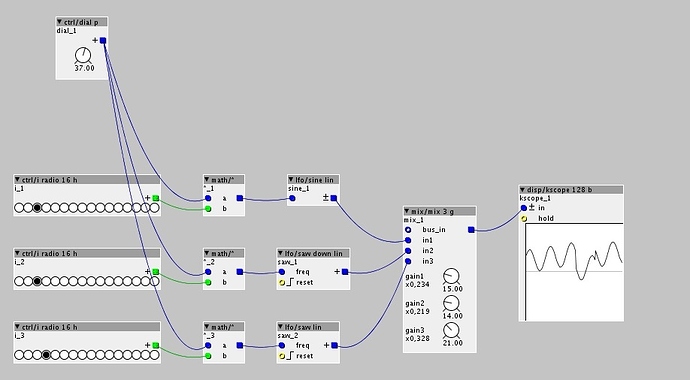 ctrl/dial p
dial_1
+
37.00
ctrl/i radio 16 h
i_1
+
math/*
*_1
a
b
lfo/sine lin
sine_1
±
ctrl/i radio 16 h
i_2
+
math/*
*_2
a
b
lfo/saw down lin
saw_1
freq
+
reset
ctrl/i radio 16 h
i_3
+
math/*
*_3
a
b
lfo/saw lin
saw_2
freq
+
reset
mix/mix 3 g
mix_1
bus_in
in1
in2
in3
gain1
x0,234
15.00
gain2
x0,219
14.00
gain3
x0,328
21.00
disp/kscope 128 b
kscope_1
± in
hold